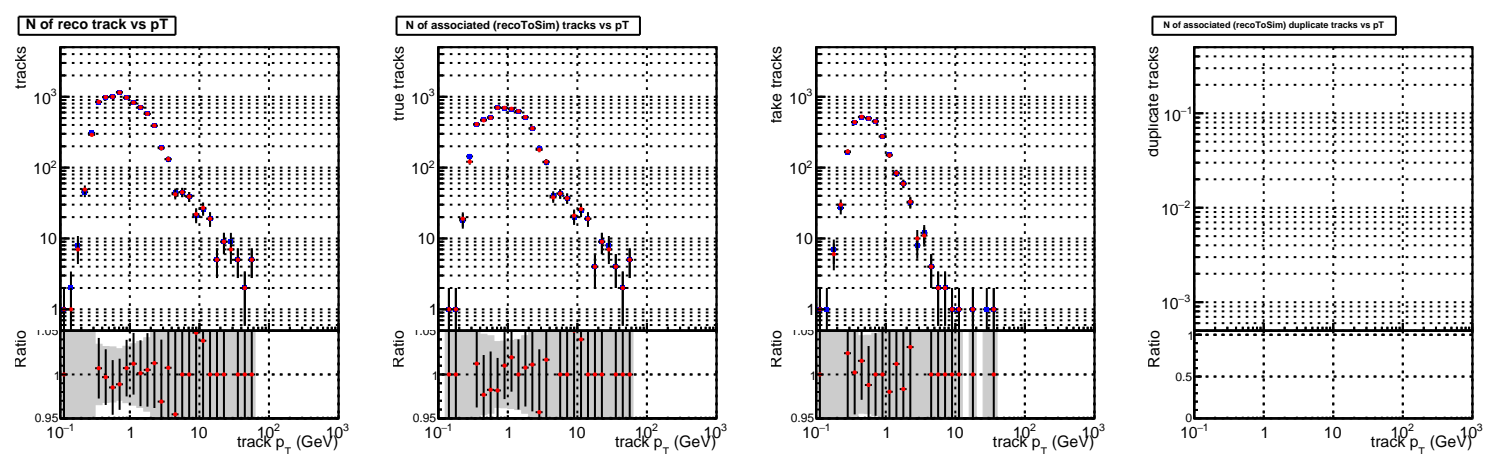 N of reco track vs pT
tracks
10³
10²
10
1
Ratio
1.05
1
0.95
10⁻¹ 1 10 10² 10³
track p_T (GeV)
N of associated (recoToSim) tracks vs pT
true tracks
10³
10²
10
1
Ratio
1.05
1
0.95
10⁻¹ 1 10 10² 10³
track p_T (GeV)
fake tracks
10³
10²
10
1
Ratio
1.05
1
0.95
10⁻¹ 1 10 10² 10³
track p_T (GeV)
N of associated (recoToSim) duplicate tracks vs pT
duplicate tracks
10⁻¹
10⁻²
10⁻³
Ratio
1
0.5
0
10⁻¹ 1 10 10² 10³
track p_T (GeV)